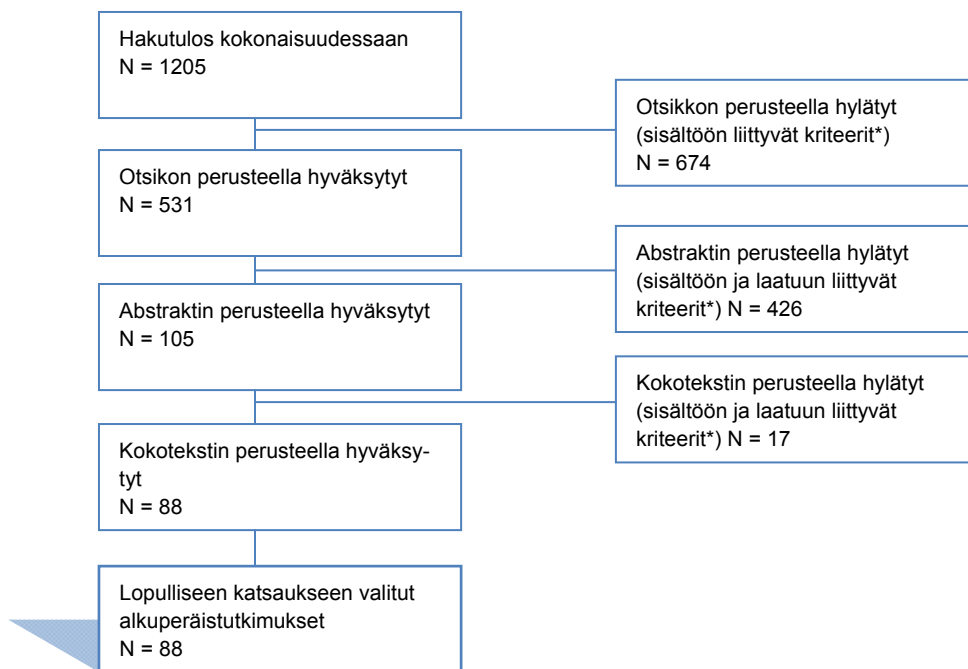 Hakutulos kokonaisuudessaan
N = 1205
Otsikkon perusteella hylätyt
(sisältöön liittyvät kriteerit*)
N = 674
Otsikon perusteella hyväksytyt
N = 531
Abstraktin perusteella hylätyt
(sisältöön ja laatuun liittyvät
kriteerit*) N = 426
Abstraktin perusteella hyväksytyt
N = 105
Kokotekstin perusteella hylätyt
(sisältöön ja laatuun liittyvät
kriteerit*) N = 17
Kokotekstin perusteella hyväksy-
tyt
N = 88
Lopulliseen katsaukseen valitut
alkuperäistutkimukset
N = 88